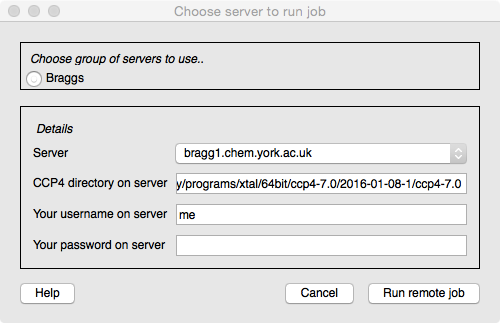 Choose server to run job
Choose group of servers to use..
Braggs
Details
Server bragg1.chem.york.ac.uk
CCP4 directory on server y/programs/xtal/64bit/ccp4-7.0/2016-01-08-1/ccp4-7.0
Your username on server me
Your password on server
Help Cancel Run remote job